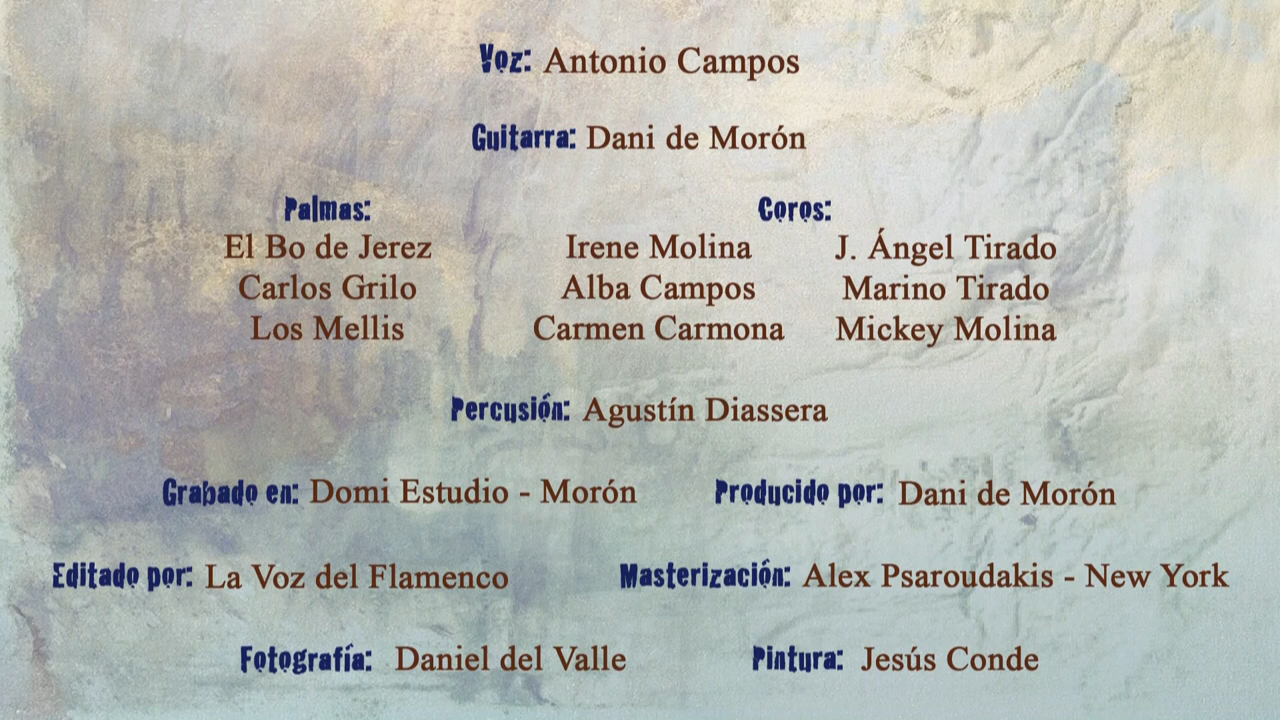 Voz: Antonio Campos
Guitarra: Dani de Morón
Palmas: Coros:
El Bo de Jerez Irene Molina J. Ángel Tirado
Carlos Grilo Alba Campos Marino Tirado
Los Mellis Carmen Carmona Mickey Molina
Percusión: Agustín Diassera
Grabado en: Domi Estudio - Morón Producido por: Dani de Morón
Editado por: La Voz del Flamenco Masterización: Alex Psaroudakis - New York
Fotografía: Daniel del Valle Pintura: Jesús Conde